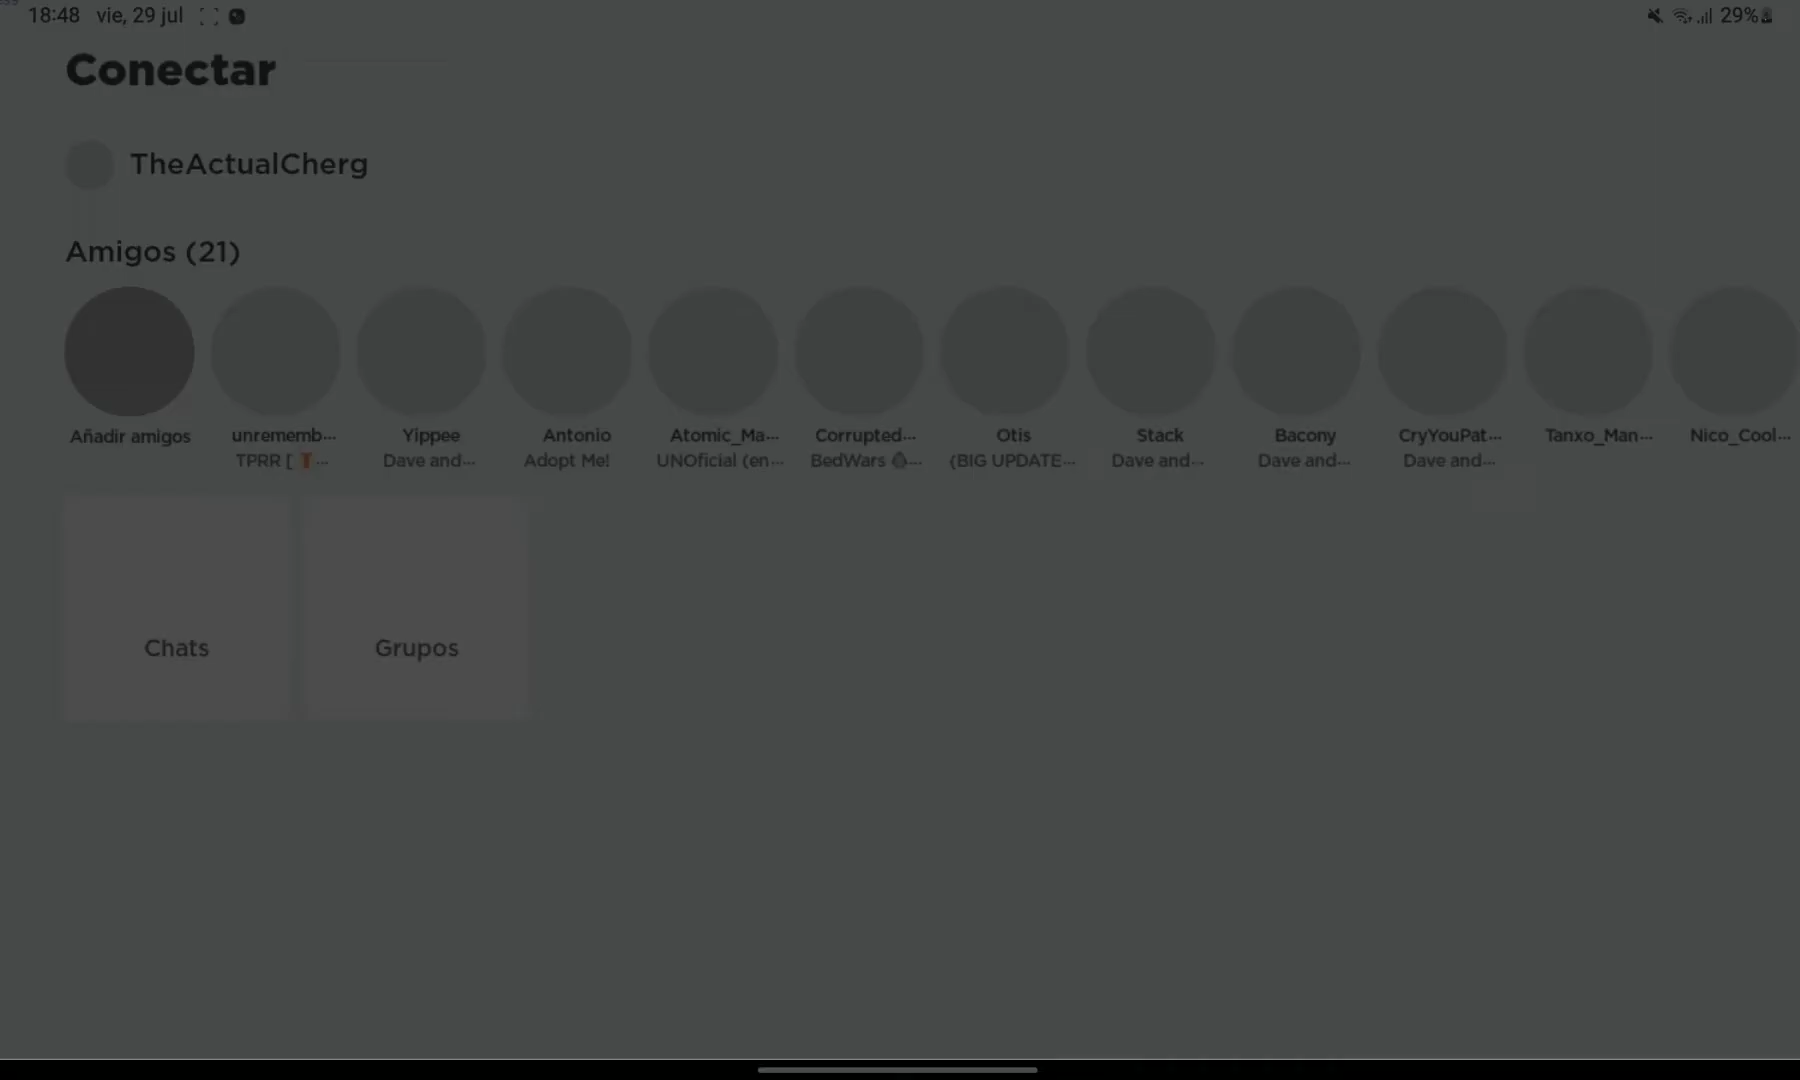 18:48 vie, 29 jul 29%
Conectar
TheActualCherg
Amigos (21)
Añadir amigos unrememb... Yippee Antonio Atomic_Ma... Corrupted... Otis Stack Bacony CryYouPat... Tanxo_Man... Nico_Cool...
TPRR [ ... Dave and... Adopt Me! UNOficial (en... BedWars ... (BIG UPDATE... Dave and... Dave and... Dave and...
Chats Grupos